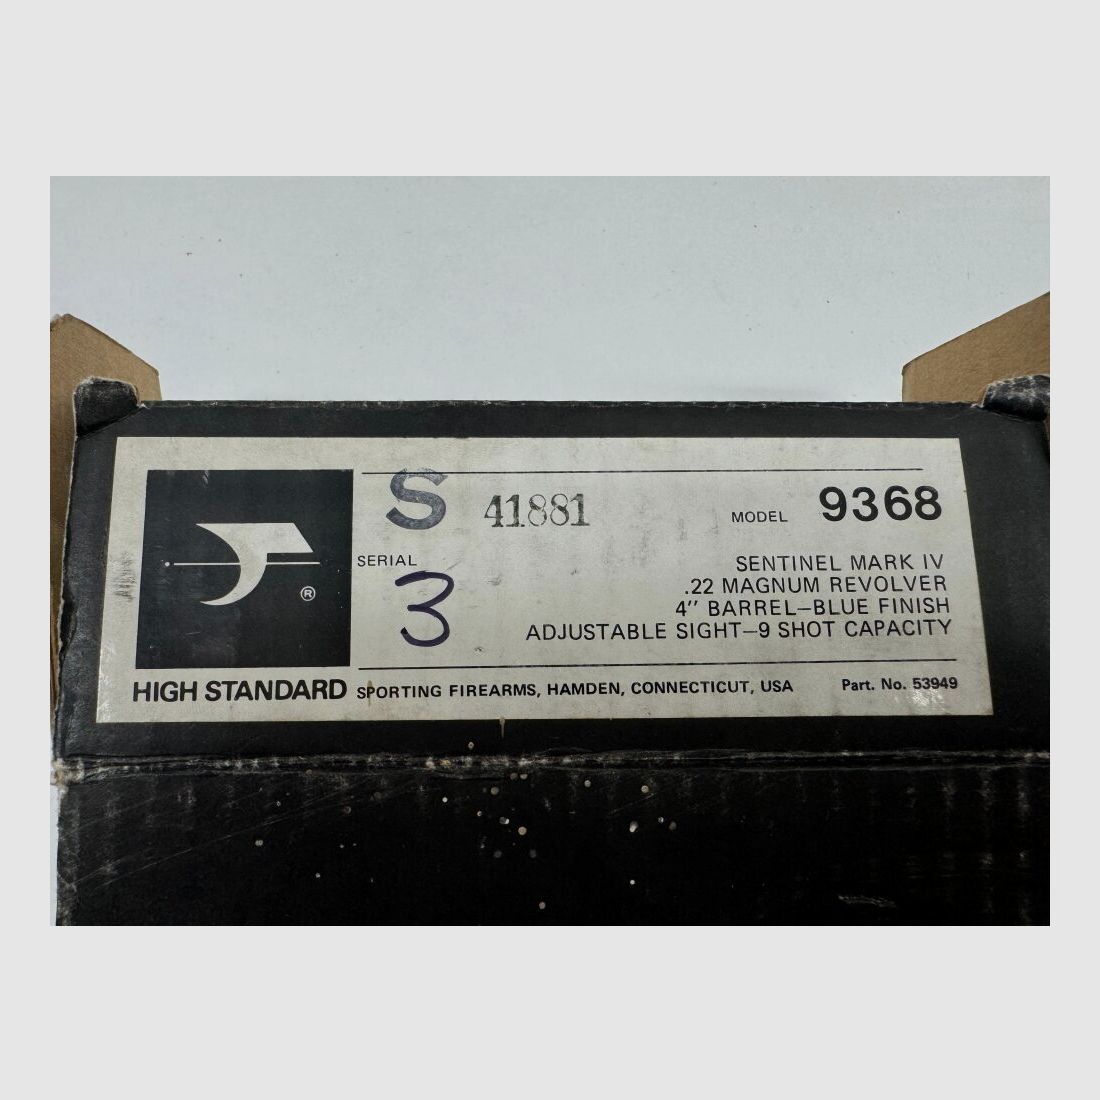 S 41881
MODEL 9368
SERIAL
3
SENTINEL MARK IV
.22 MAGNUM REVOLVER
4" BARREL—BLUE FINISH
ADJUSTABLE SIGHT—9 SHOT CAPACITY
®
HIGH STANDARD SPORTING FIREARMS, HAMDEN, CONNECTICUT, USA Part. No. 53949